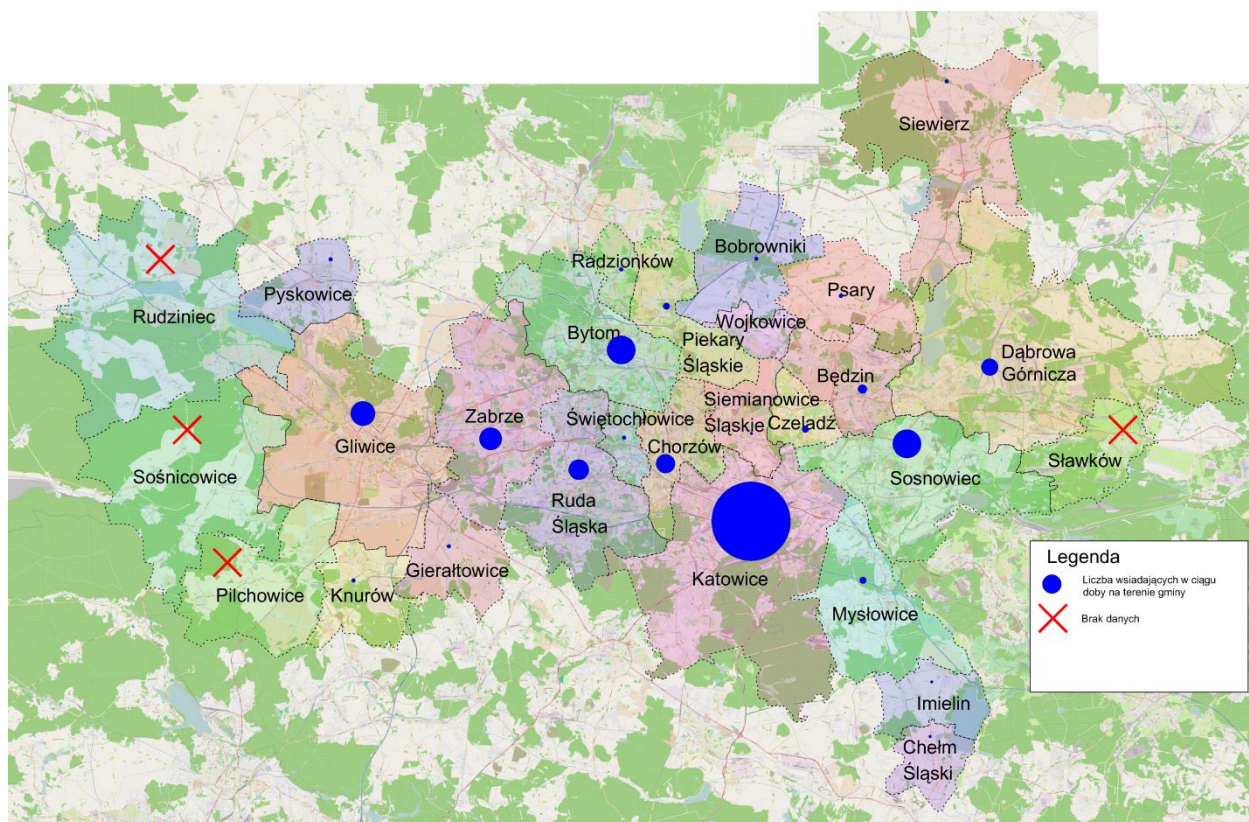 Siewierz
Bobrowniki
Radzionków
Pyskowice
Psary
Rudziniec
Wojkowice
Bytom
Piekary
Śląskie
Dąbrowa
Górnicza
Będzin
Siemianowice
Śląskie
Czeladź
Świętochłowice
Zabrze
Gliwice
Chorzów
Sosnowiec
Sławków
Sośnicowice
Ruda
Śląska
Gierałtowice
Katowice
Pilchowice
Knurów
Mysłowice
Imielin
Chełm
Śląski
Legenda
Liczba wsiadających w ciągu
doby na terenie gminy
Brak danych